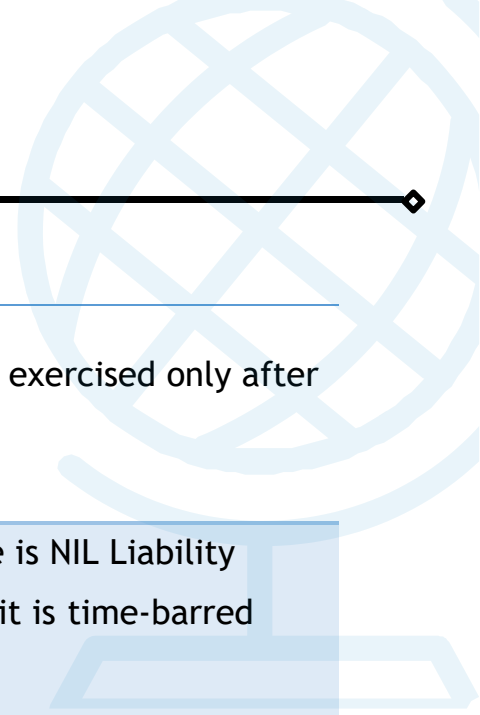 exercised only after
is NIL Liability
it is time-barred